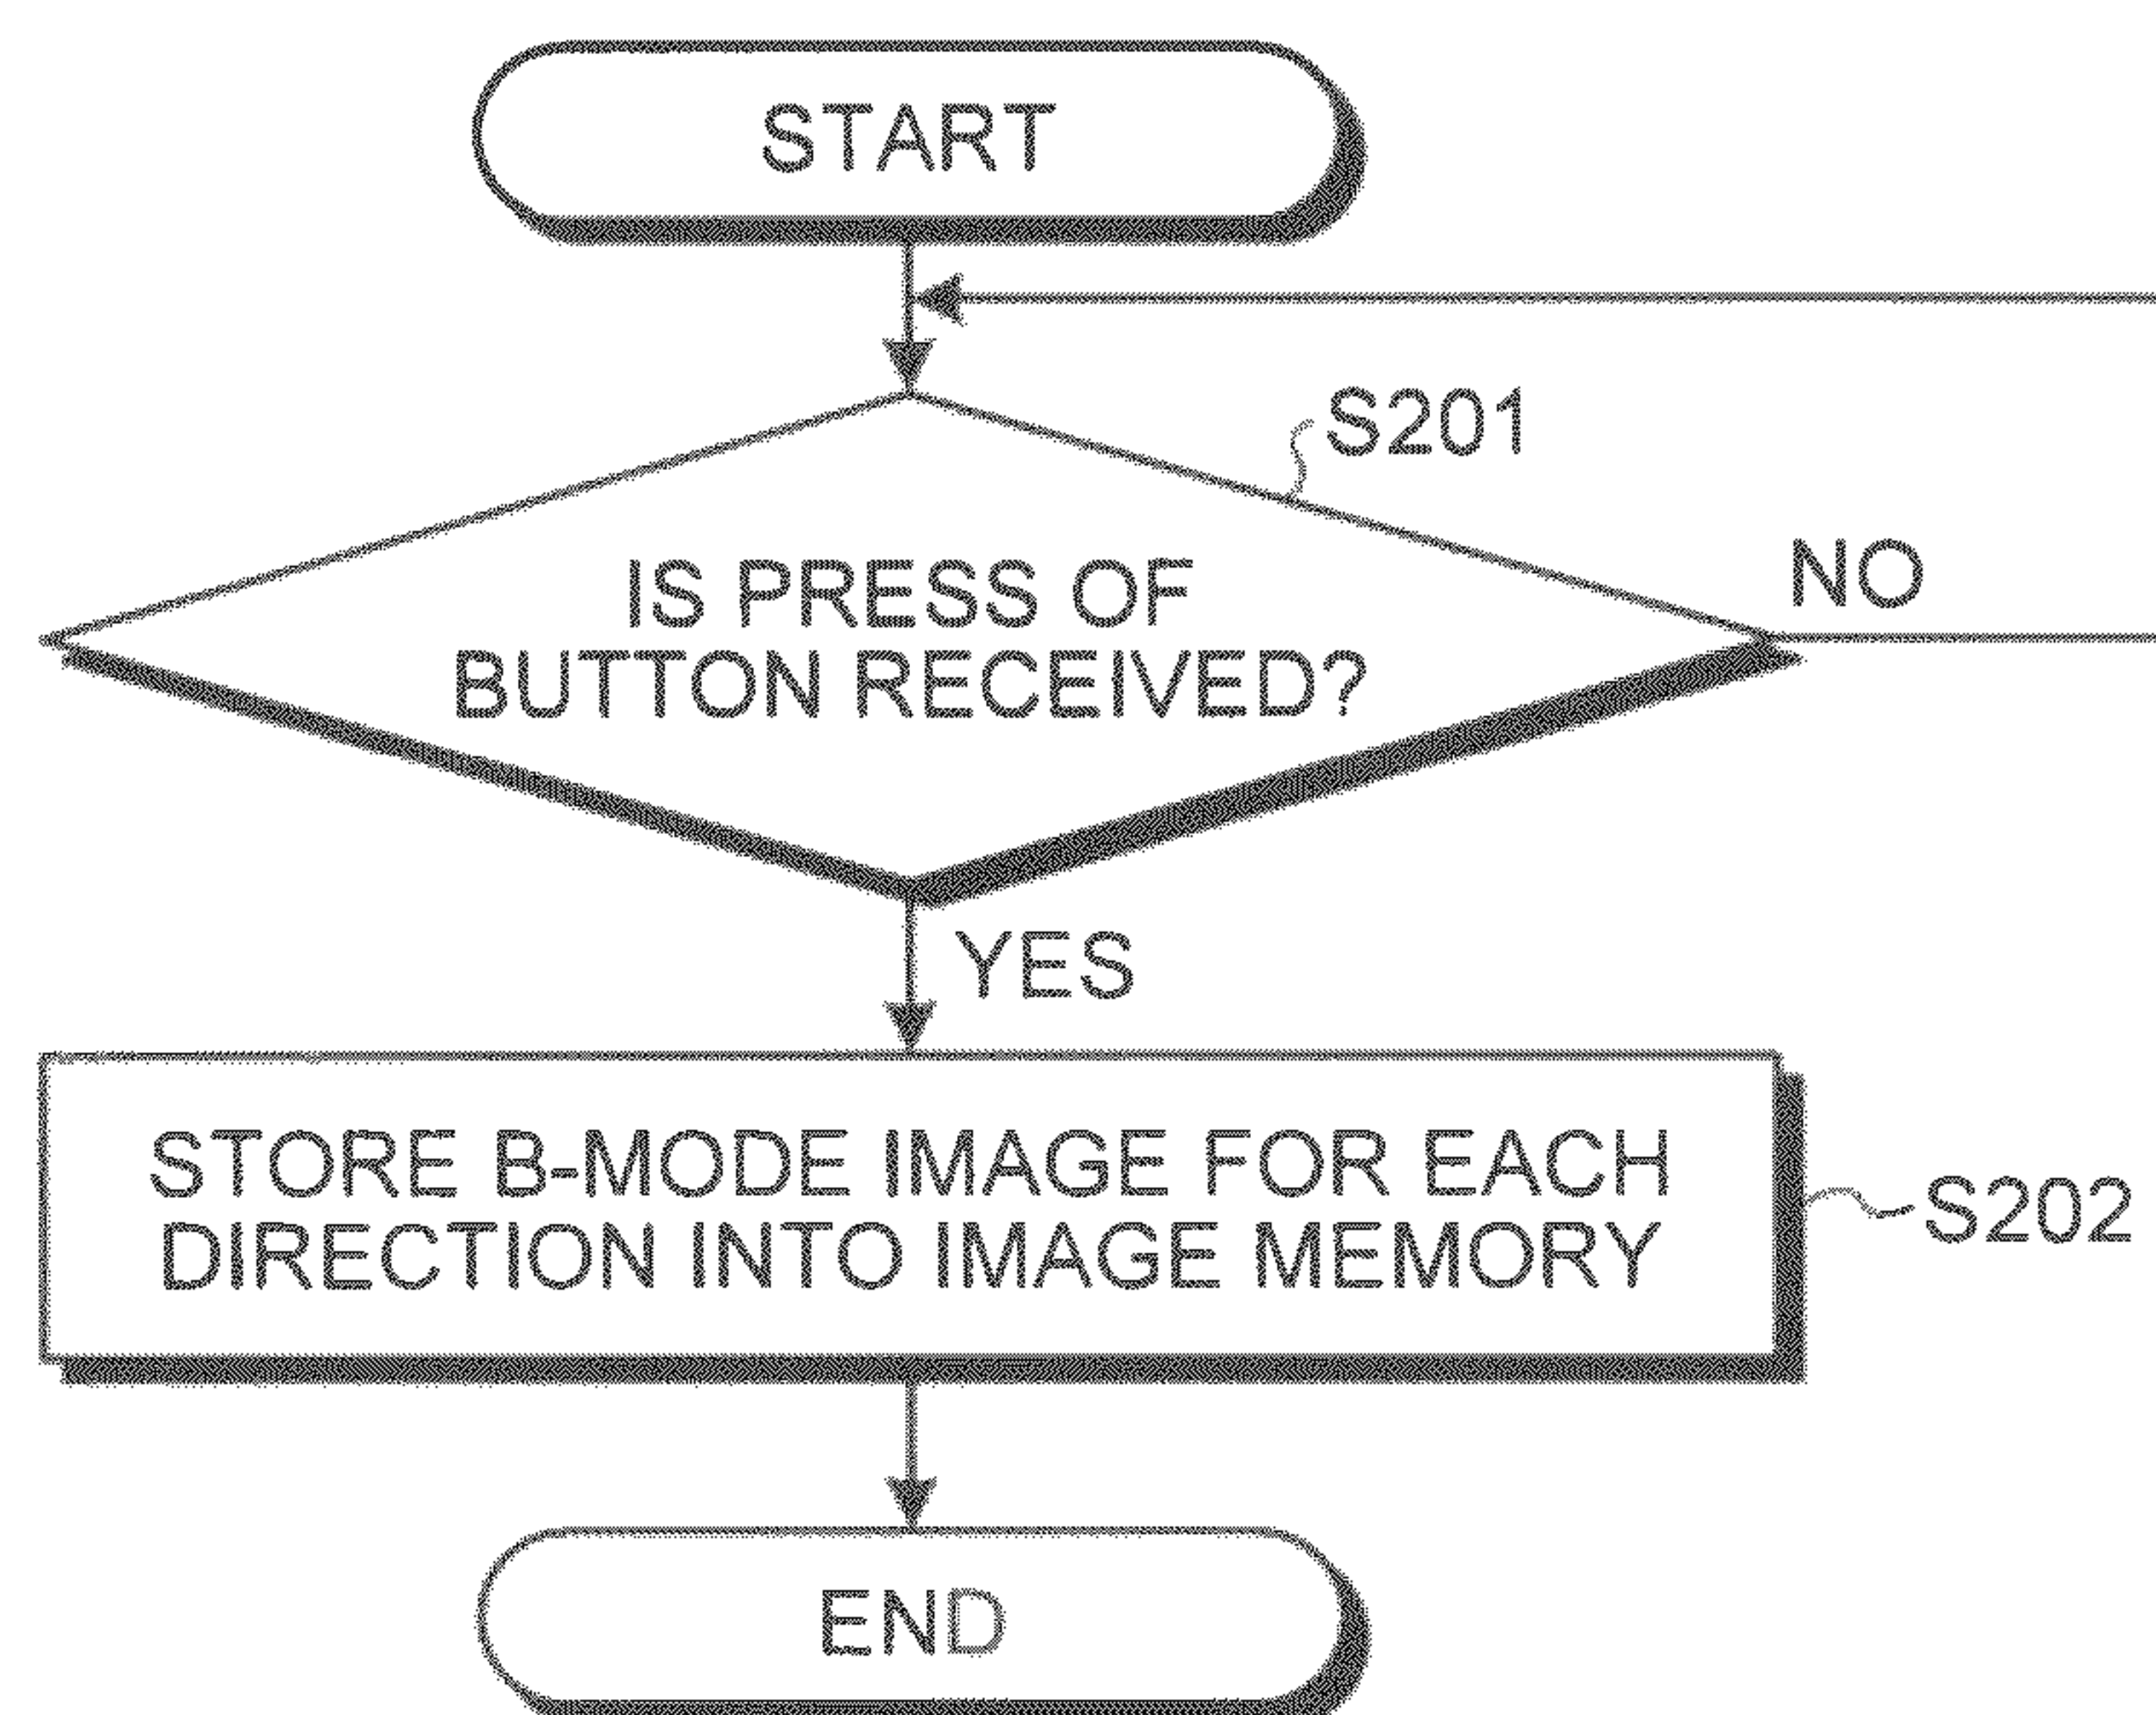 START
S201
IS PRESS OF
BUTTON RECEIVED?
NO
YES
STORE B-MODE IMAGE FOR EACH
DIRECTION INTO IMAGE MEMORY
S202
END